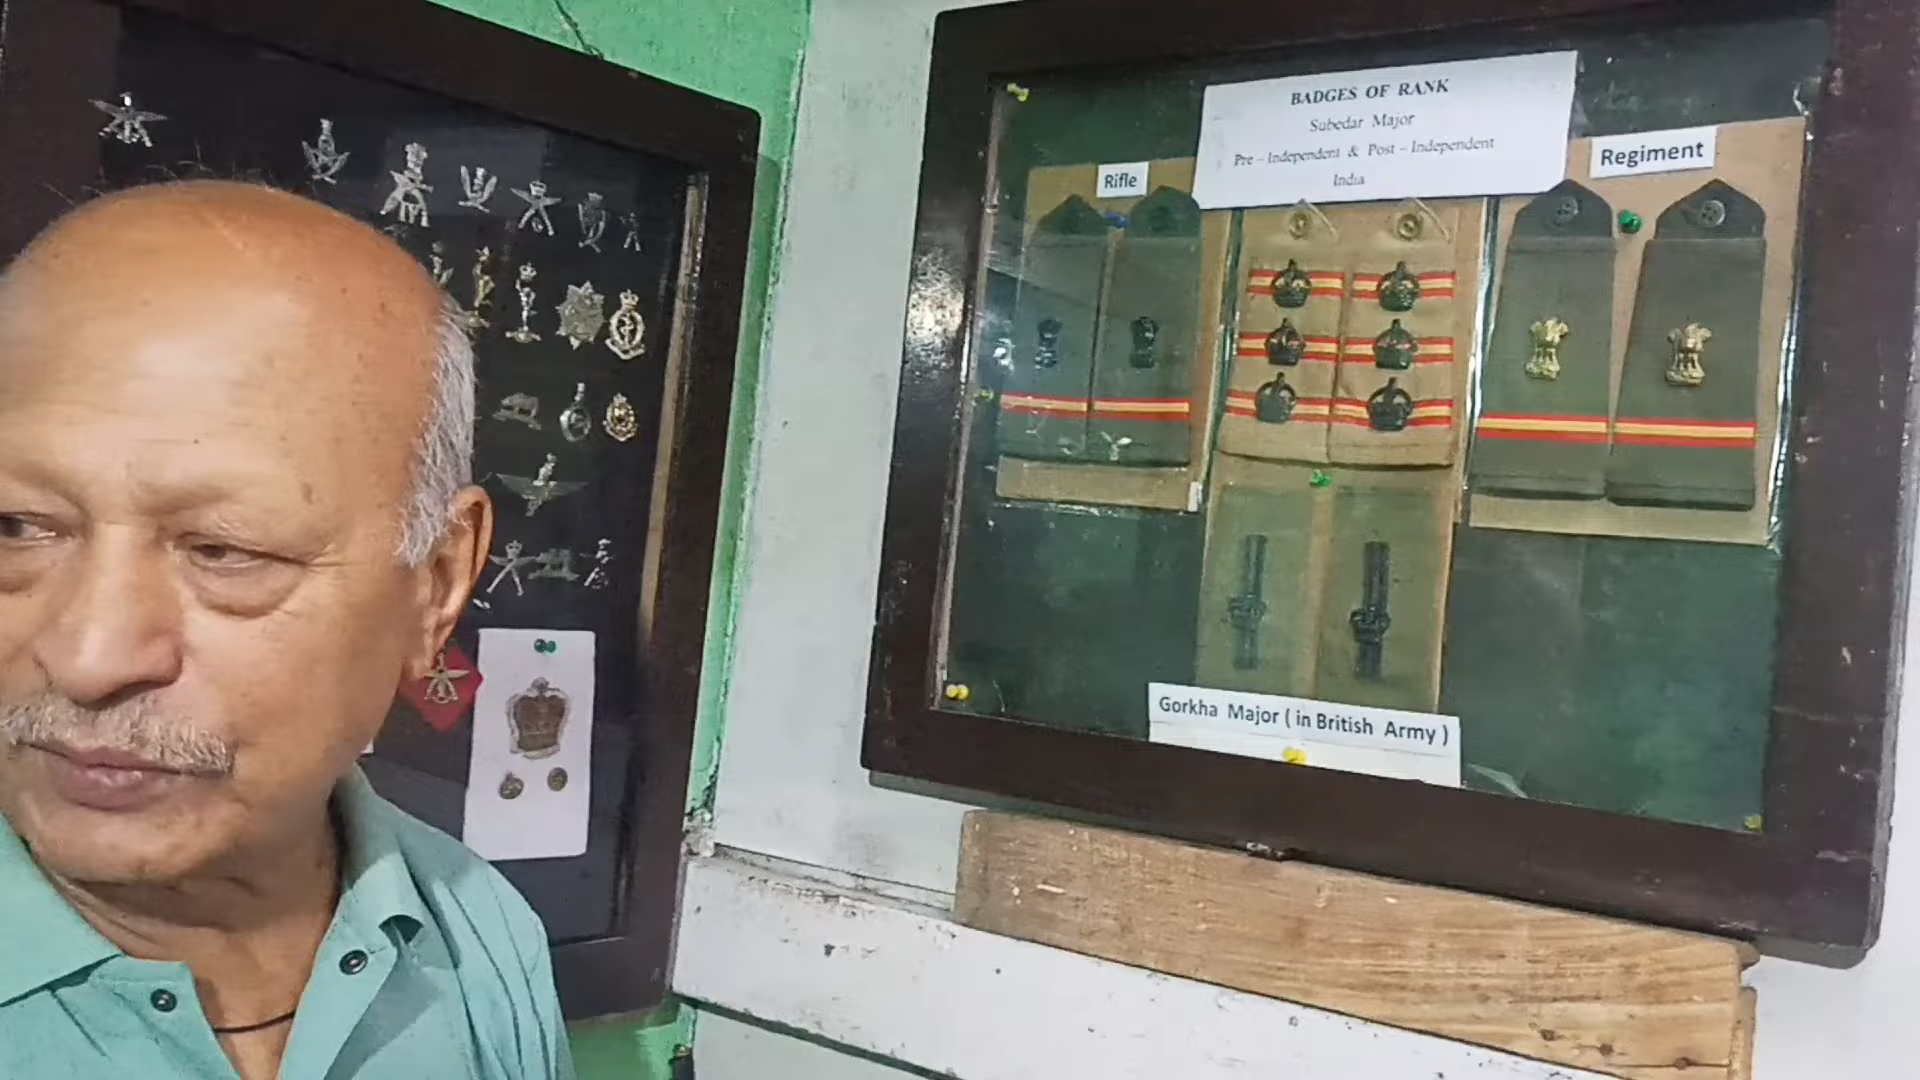 BADGES OF RANK
Subedar Major
Pre – Independent & Post – Independent
India
Rifle
Regiment
Gorkha Major ( in British Army )